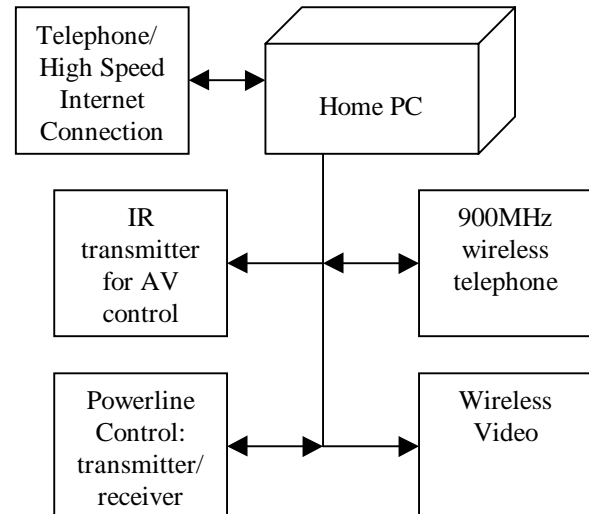 Telephone/
High Speed
Internet
Connection
Home PC
IR
transmitter
for AV
control
900MHz
wireless
telephone
Powerline
Control:
transmitter/
receiver
Wireless
Video